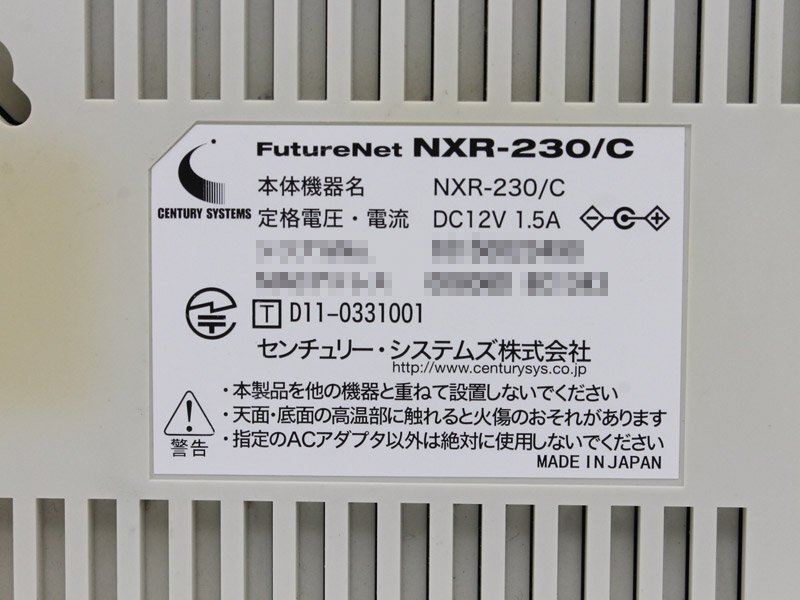 FutureNet NXR-230/C
CENTURY SYSTEMS
本体機器名 NXR-230/C
定格電圧・電流 DC12V 1.5A
T D11-0331001
センチュリー・システムズ株式会社
http://www.centurysys.co.jp
警告
・本製品を他の機器と重ねて設置しないでください
・天面・底面の高温部に触れると火傷のおそれがあります
・指定のACアダプタ以外は絶対に使用しないでください
MADE IN JAPAN